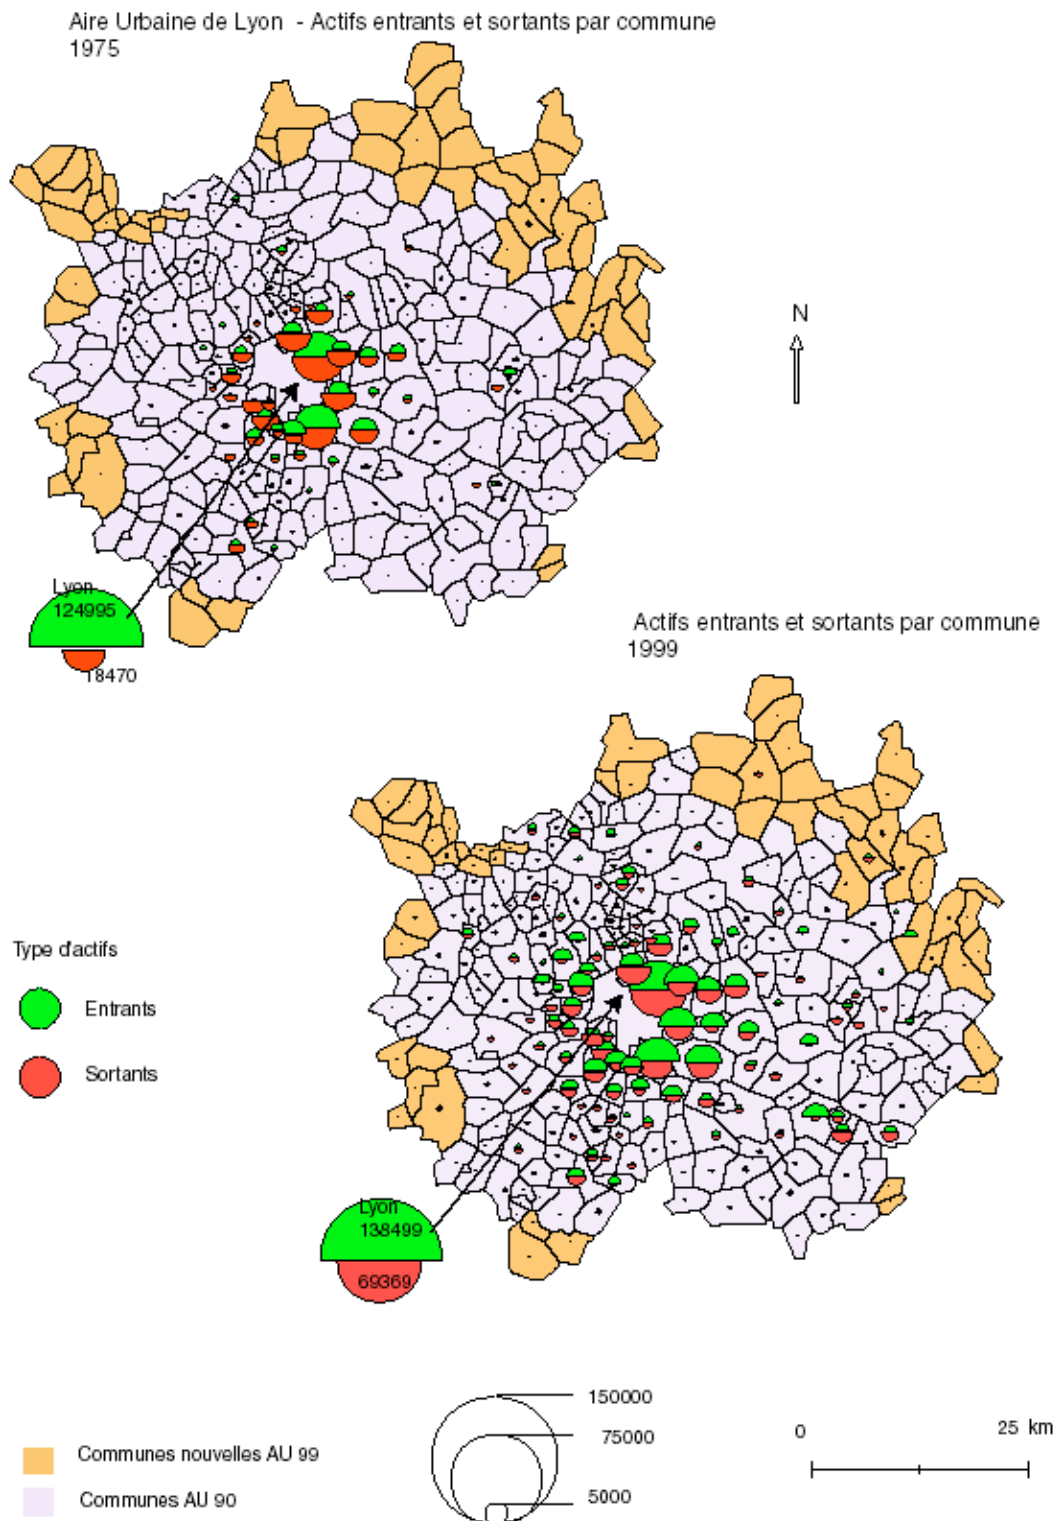 Aire Urbaine de Lyon - Actifs entrants et sortants par commune
1975
N
Lyon
124995
18470
Actifs entrants et sortants par commune
1999
Type d'actifs
Entrants
Sortants
Lyon
138499
69369
150000
75000
5000
0 25 km
Communes nouvelles AU 99
Communes AU 90